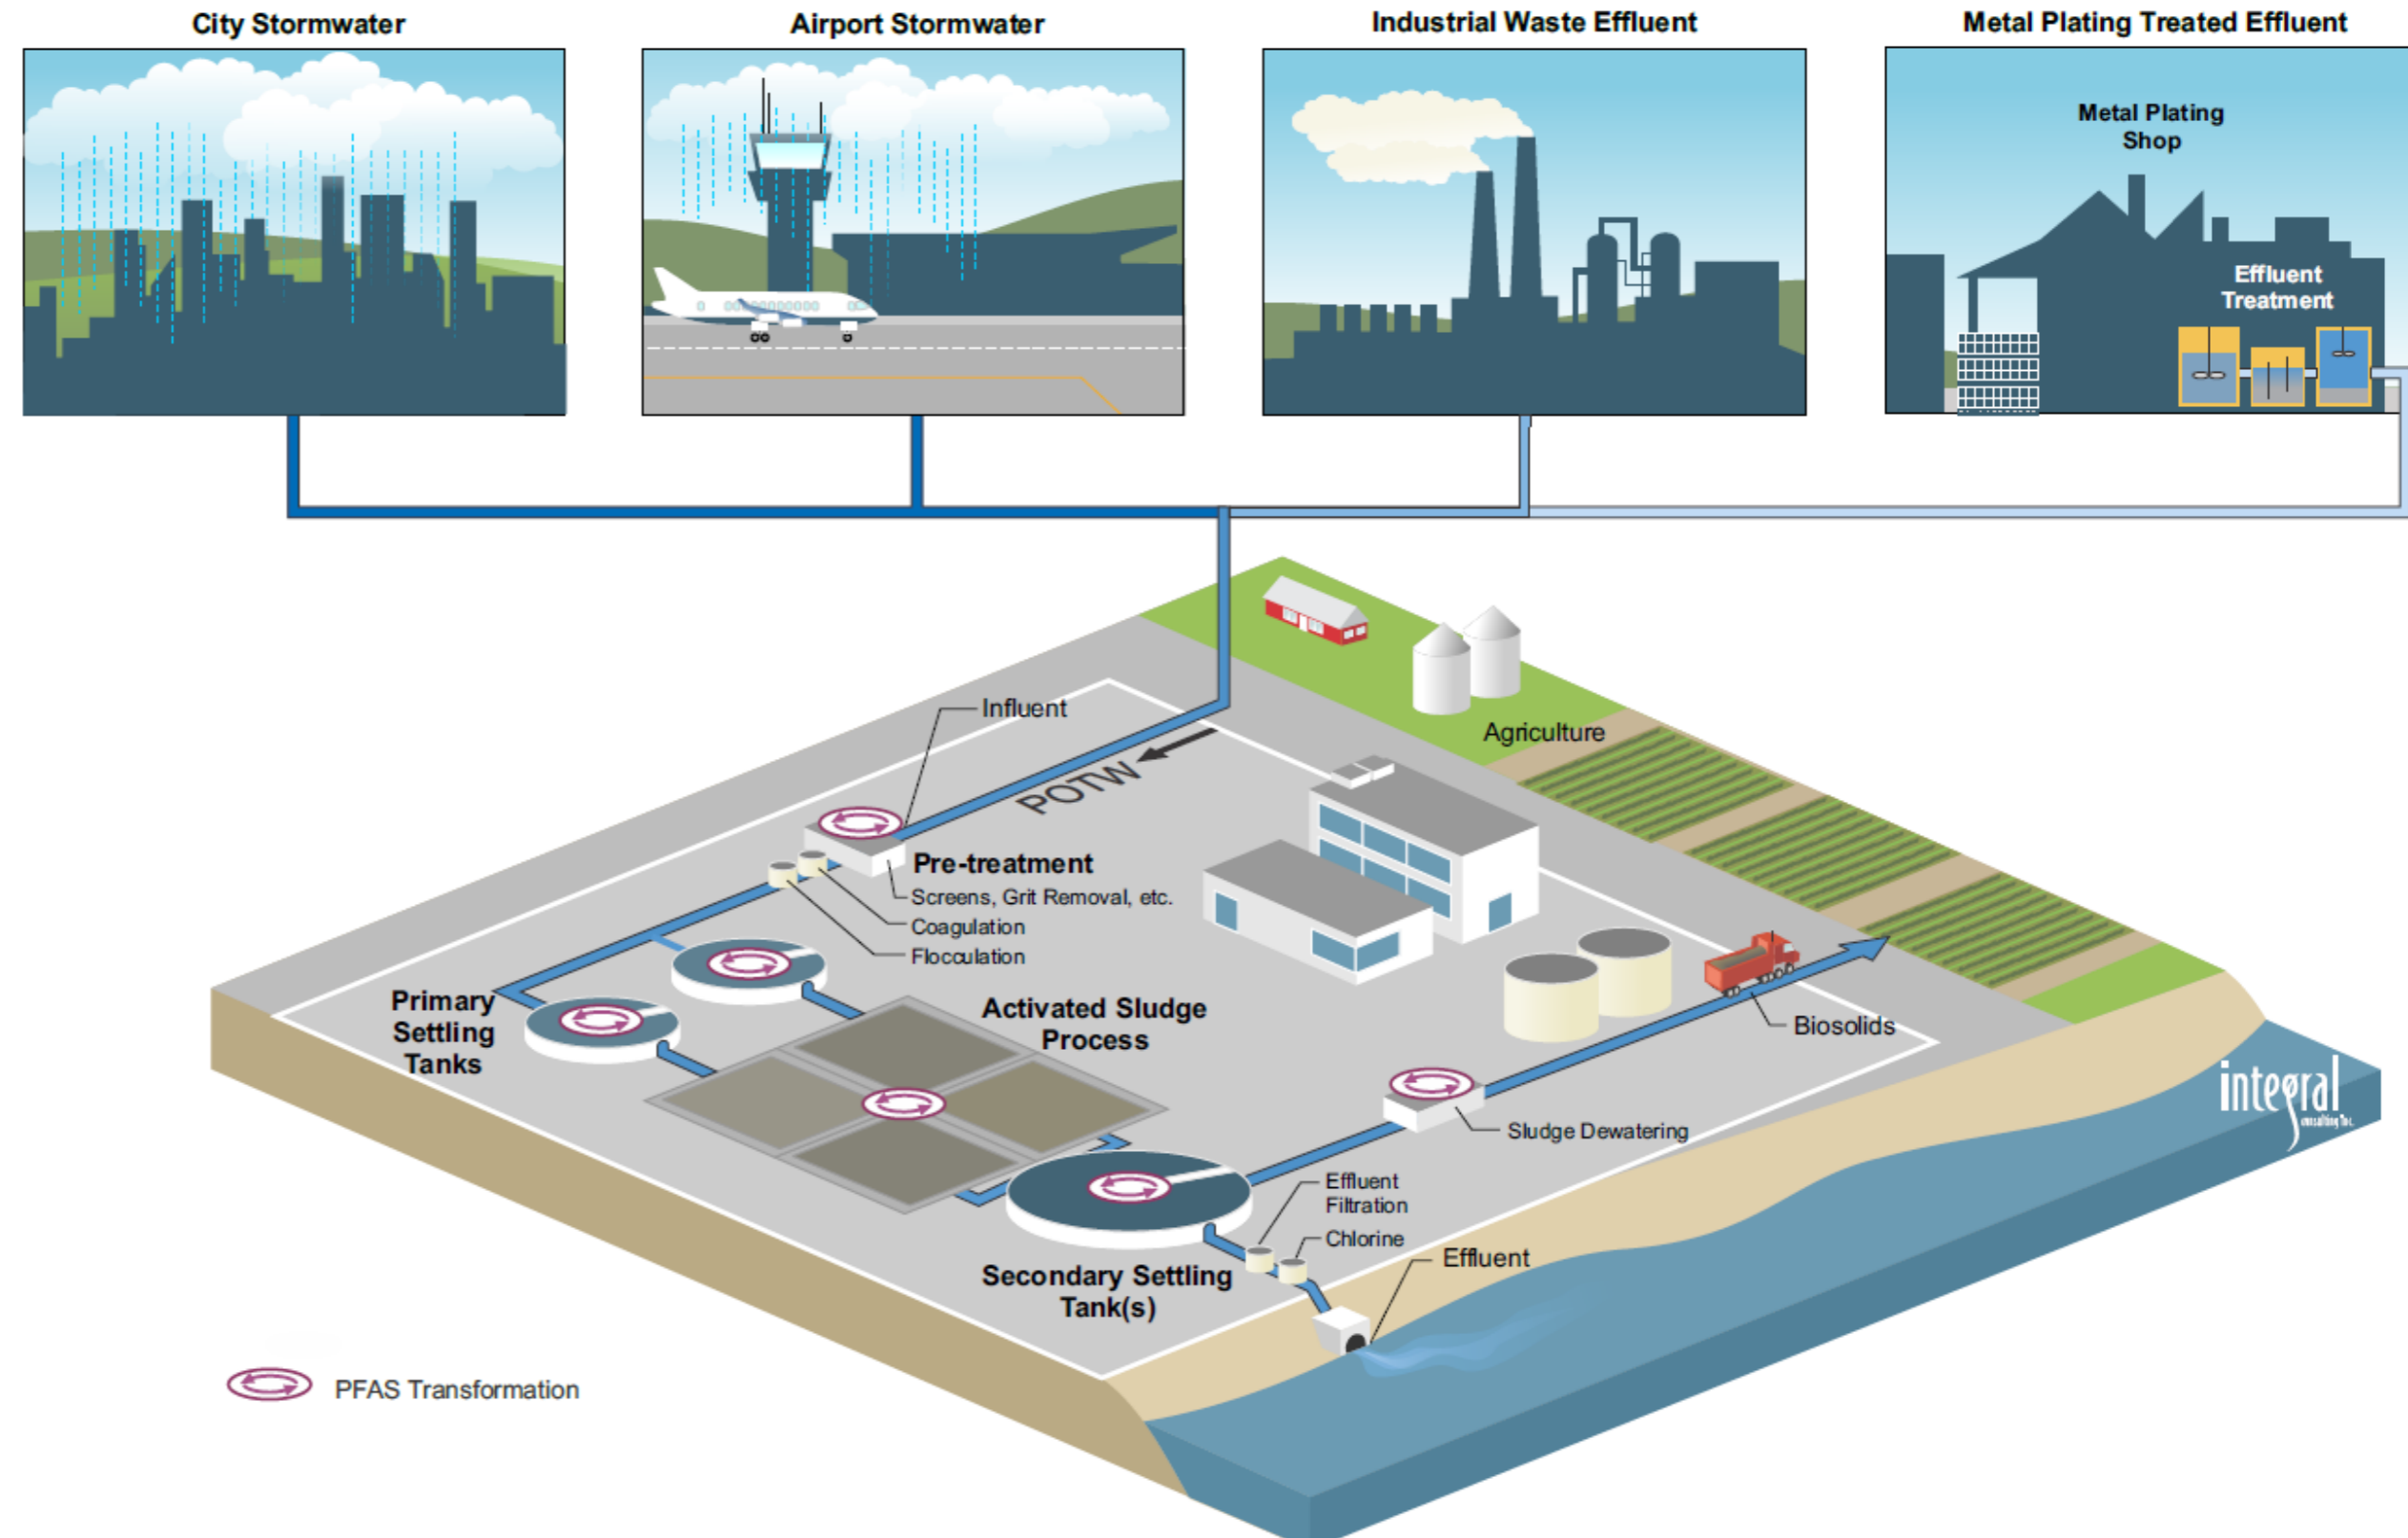 City Stormwater
Airport Stormwater
Industrial Waste Effluent
Metal Plating Treated Effluent
Metal Plating
Shop
Effluent
Treatment
Influent
POTW
Agriculture
Pre-treatment
Screens, Grit Removal, etc.
Coagulation
Flocculation
Primary
Settling
Tanks
Activated Sludge
Process
Biosolids
Sludge Dewatering
integral
consulting inc.
Effluent
Filtration
Chlorine
Effluent
Secondary Settling
Tank(s)
PFAS Transformation